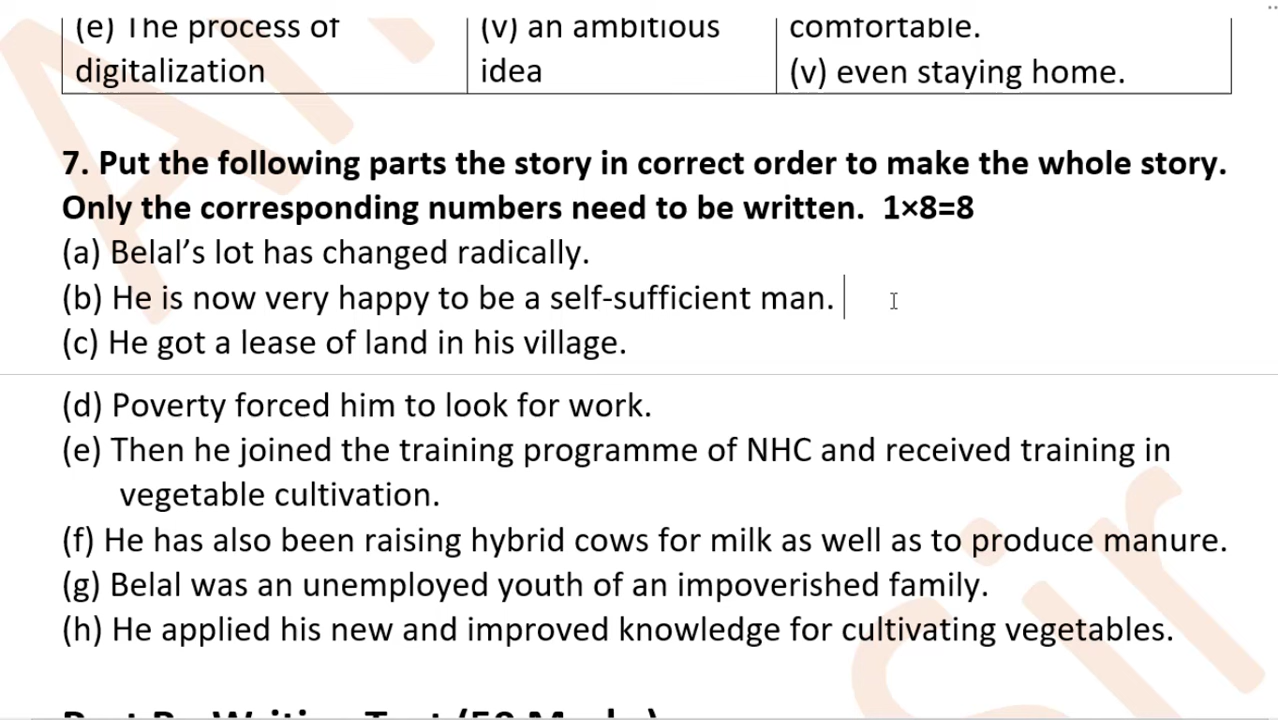 (e) The process of
digitalization
(v) an ambitious
idea
comfortable.
(v) even staying home.
7. Put the following parts the story in correct order to make the whole story.
Only the corresponding numbers need to be written. 1×8=8
(a) Belal’s lot has changed radically.
(b) He is now very happy to be a self-sufficient man.
(c) He got a lease of land in his village.
(d) Poverty forced him to look for work.
(e) Then he joined the training programme of NHC and received training in
vegetable cultivation.
(f) He has also been raising hybrid cows for milk as well as to produce manure.
(g) Belal was an unemployed youth of an impoverished family.
(h) He applied his new and improved knowledge for cultivating vegetables.
Sir